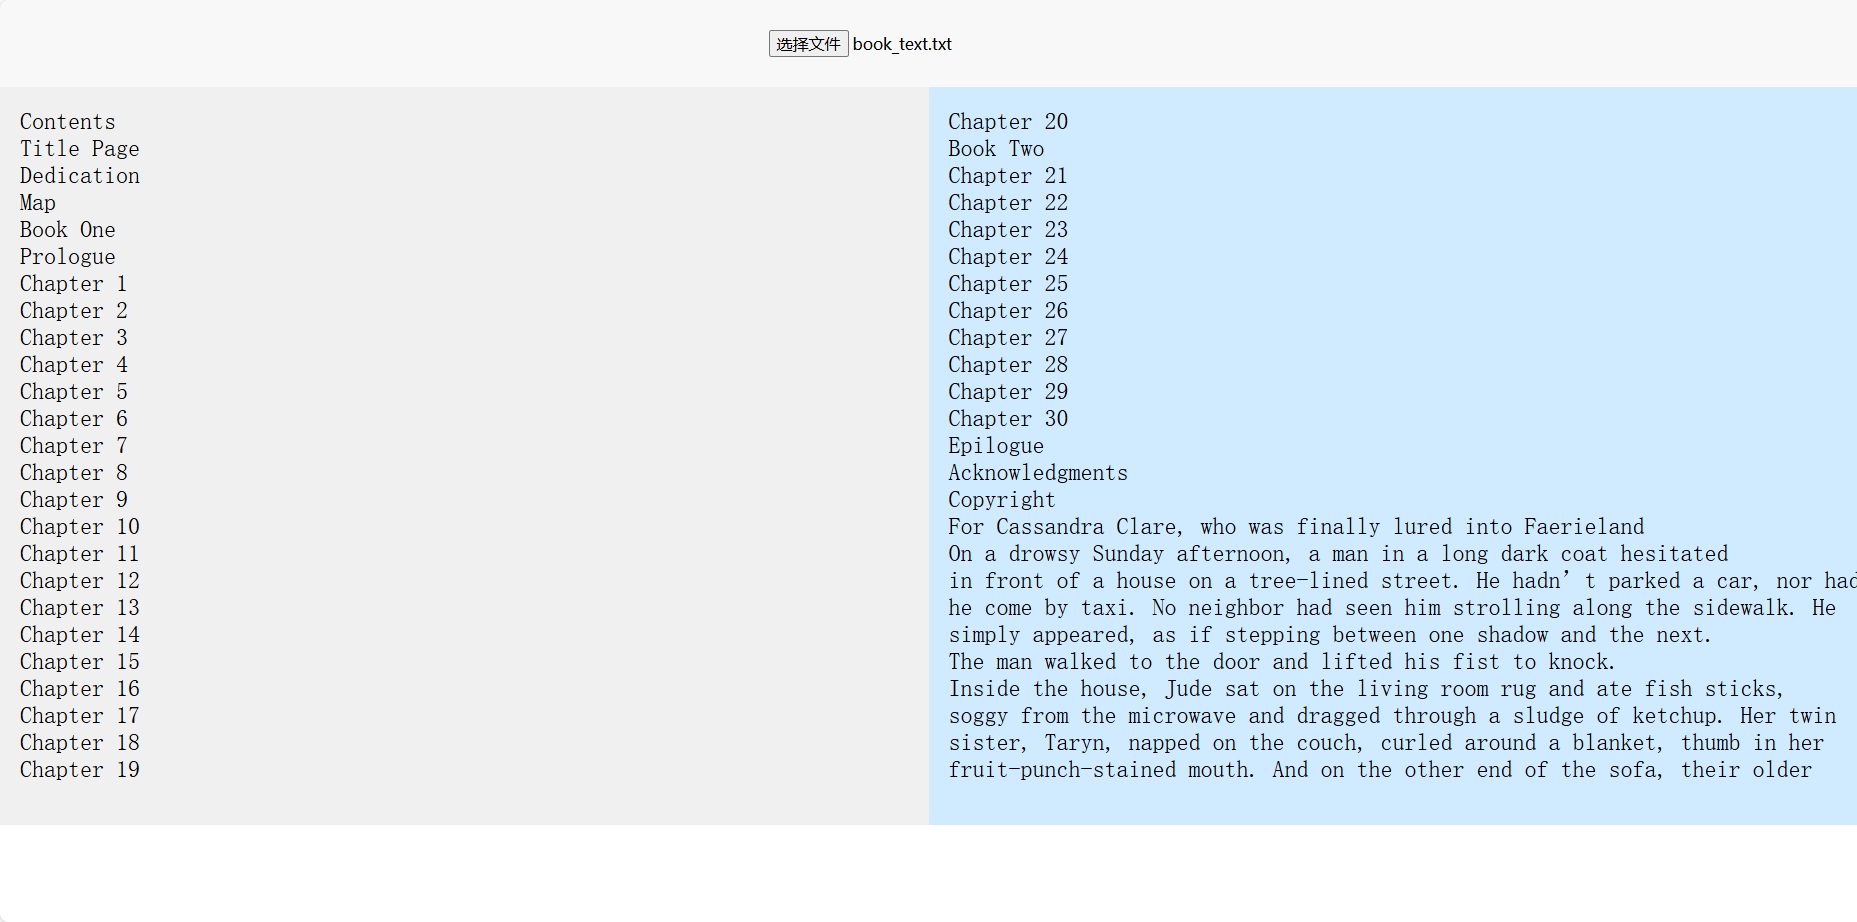 选择文件 book_text.txt
Contents
Title Page
Dedication
Map
Book One
Prologue
Chapter 1
Chapter 2
Chapter 3
Chapter 4
Chapter 5
Chapter 6
Chapter 7
Chapter 8
Chapter 9
Chapter 10
Chapter 11
Chapter 12
Chapter 13
Chapter 14
Chapter 15
Chapter 16
Chapter 17
Chapter 18
Chapter 19
Chapter 20
Book Two
Chapter 21
Chapter 22
Chapter 23
Chapter 24
Chapter 25
Chapter 26
Chapter 27
Chapter 28
Chapter 29
Chapter 30
Epilogue
Acknowledgments
Copyright
For Cassandra Clare, who was finally lured into Faerieland
On a drowsy Sunday afternoon, a man in a long dark coat hesitated
in front of a house on a tree-lined street. He hadn’t parked a car, nor had
he come by taxi. No neighbor had seen him strolling along the sidewalk. He
simply appeared, as if stepping between one shadow and the next.
The man walked to the door and lifted his fist to knock.
Inside the house, Jude sat on the living room rug and ate fish sticks,
soggy from the microwave and dragged through a sludge of ketchup. Her twin
sister, Taryn, napped on the couch, curled around a blanket, thumb in her
fruit-punch-stained mouth. And on the other end of the sofa, their older